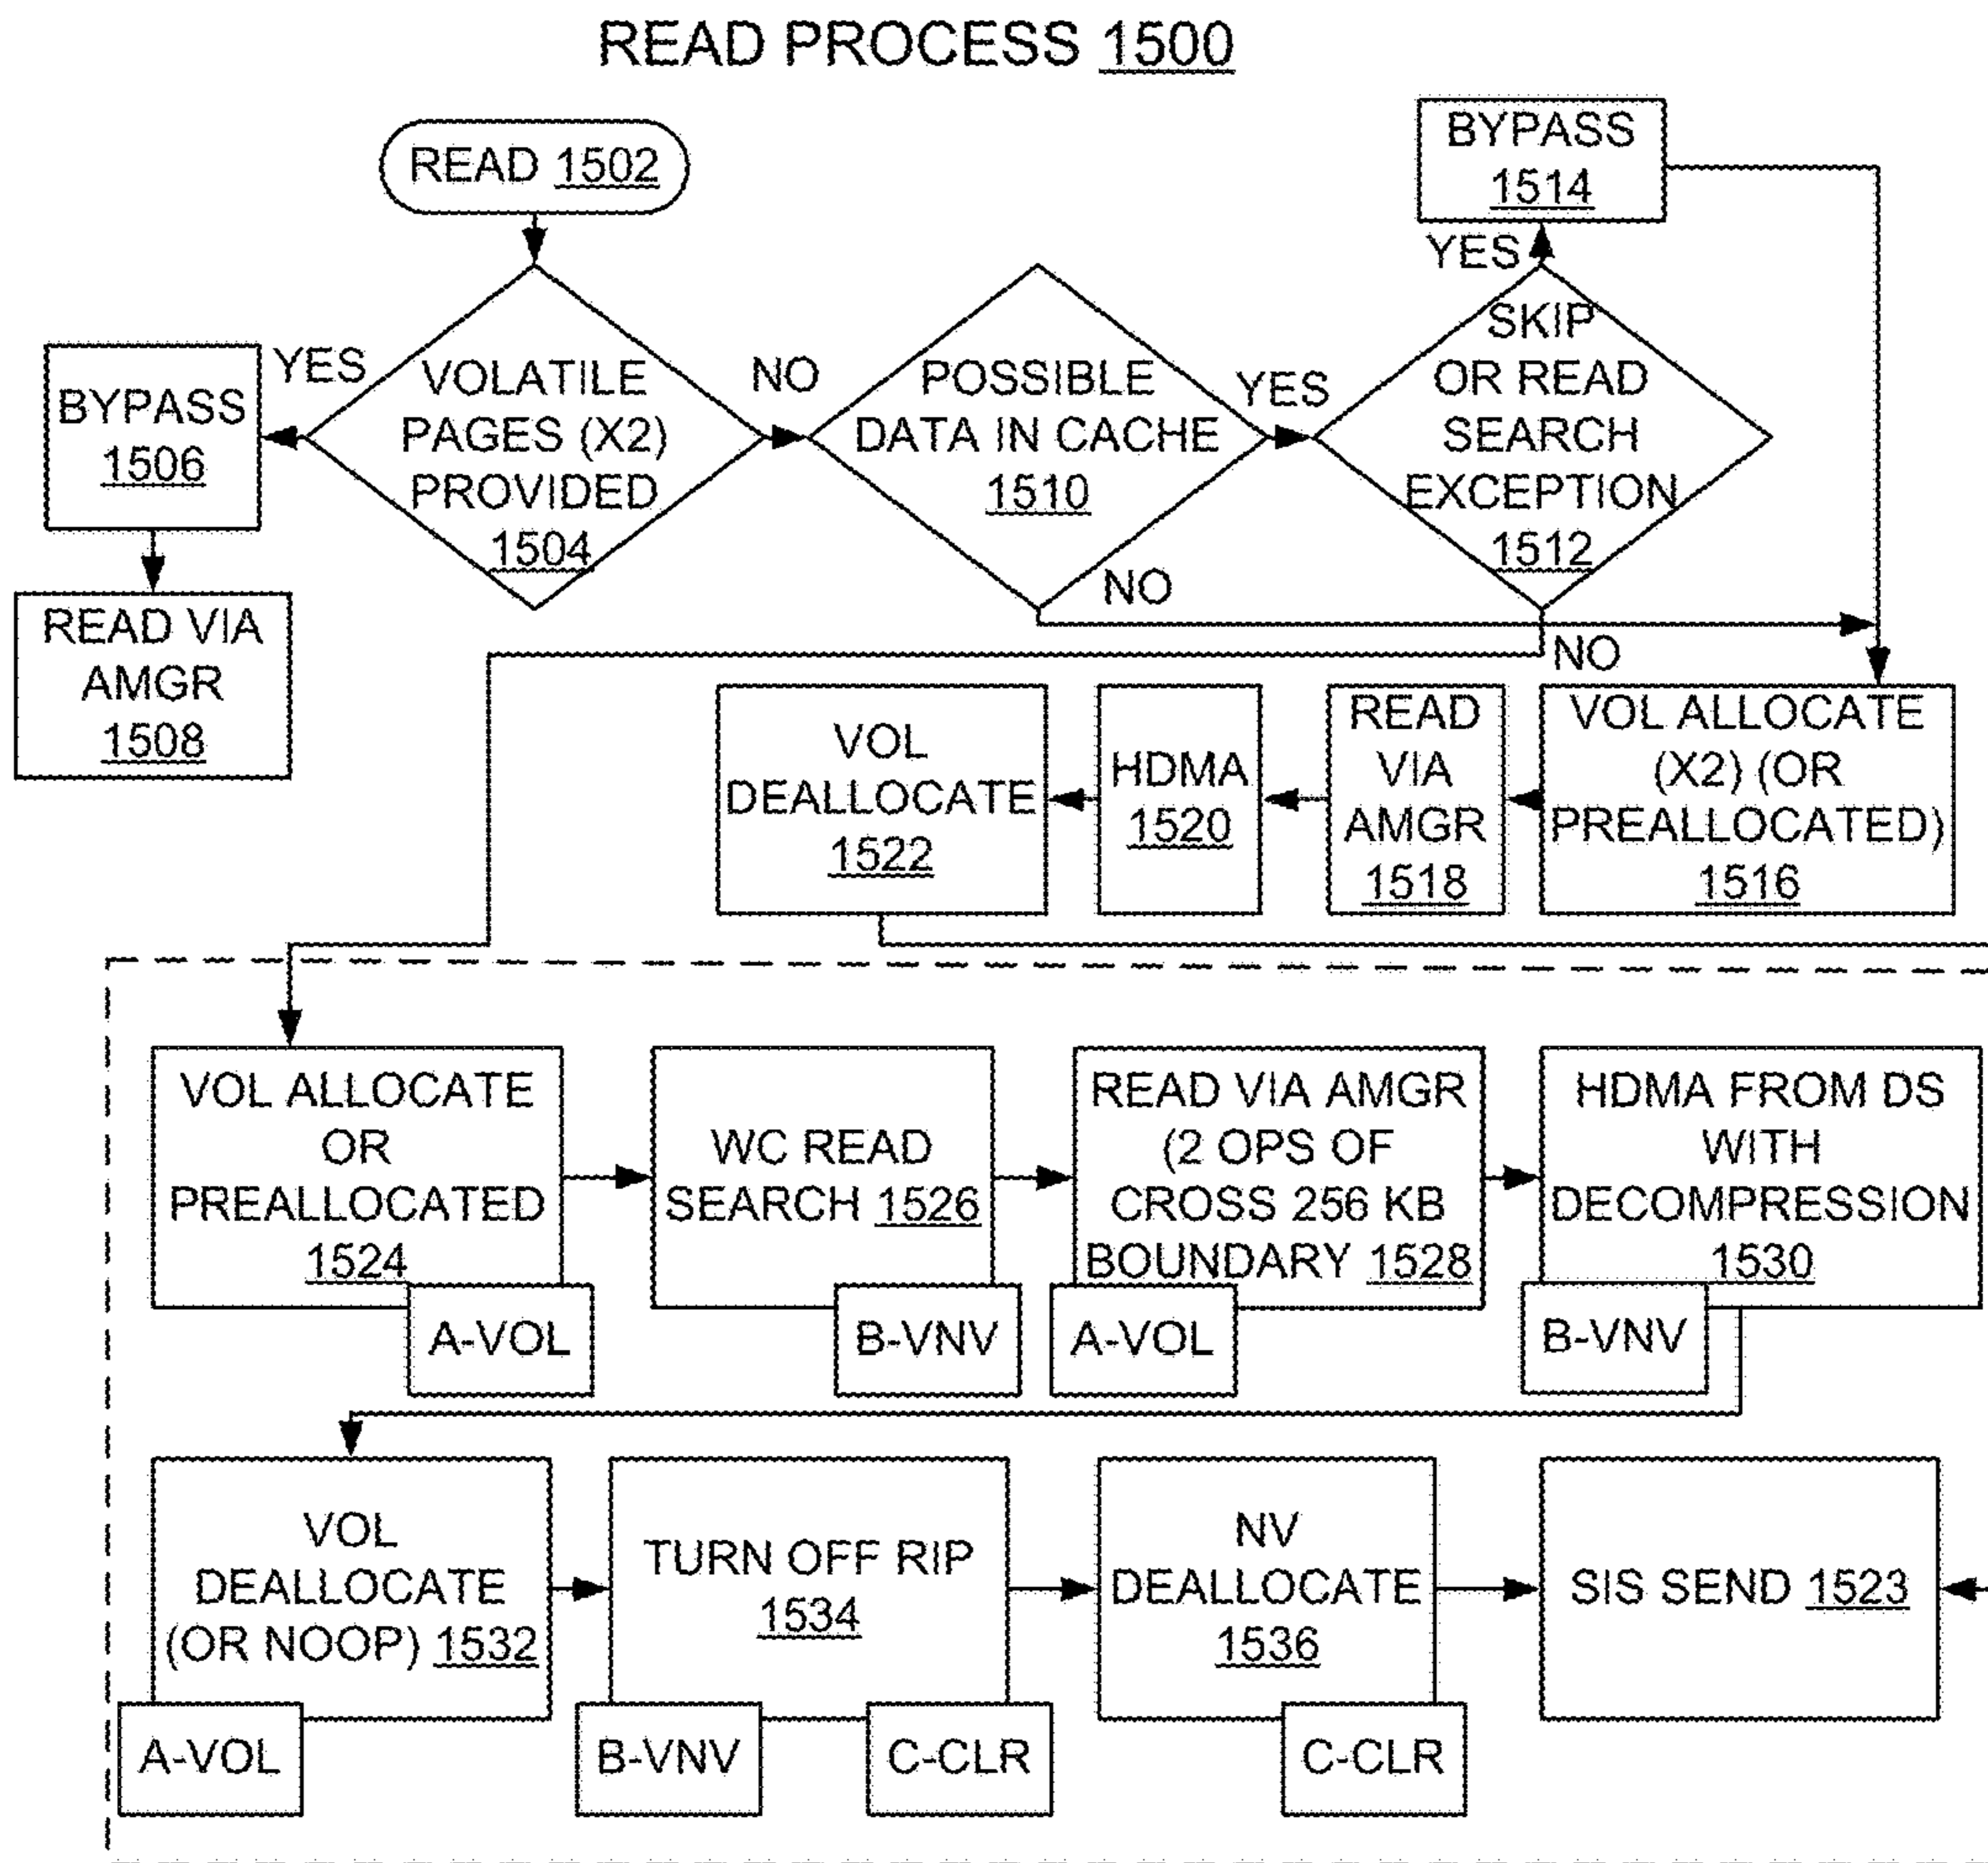 READ PROCESS 1500
READ 1502
BYPASS
1514
YES
SKIP
OR READ
SEARCH
EXCEPTION
1512
YES
BYPASS
1506
VOLATILE
PAGES (X2)
PROVIDED
1504
NO
POSSIBLE
DATA IN CACHE
1510
YES
NO
NO
READ VIA
AMGR
1508
VOL
DEALLOCATE
1522
HDMA
1520
READ
VIA
AMGR
1518
VOL ALLOCATE
(X2) (OR
PREALLOCATED)
1516
VOL ALLOCATE
OR
PREALLOCATED
1524
A-VOL
WC READ
SEARCH 1526
B-VNV
READ VIA AMGR
(2 OPS OF
CROSS 256 KB
BOUNDARY 1528
A-VOL
HDMA FROM DS
WITH
DECOMPRESSION
1530
B-VNV
VOL
DEALLOCATE
(OR NOOP) 1532
A-VOL
TURN OFF RIP
1534
B-VNV
C-CLR
NV
DEALLOCATE
1536
C-CLR
SIS SEND 1523